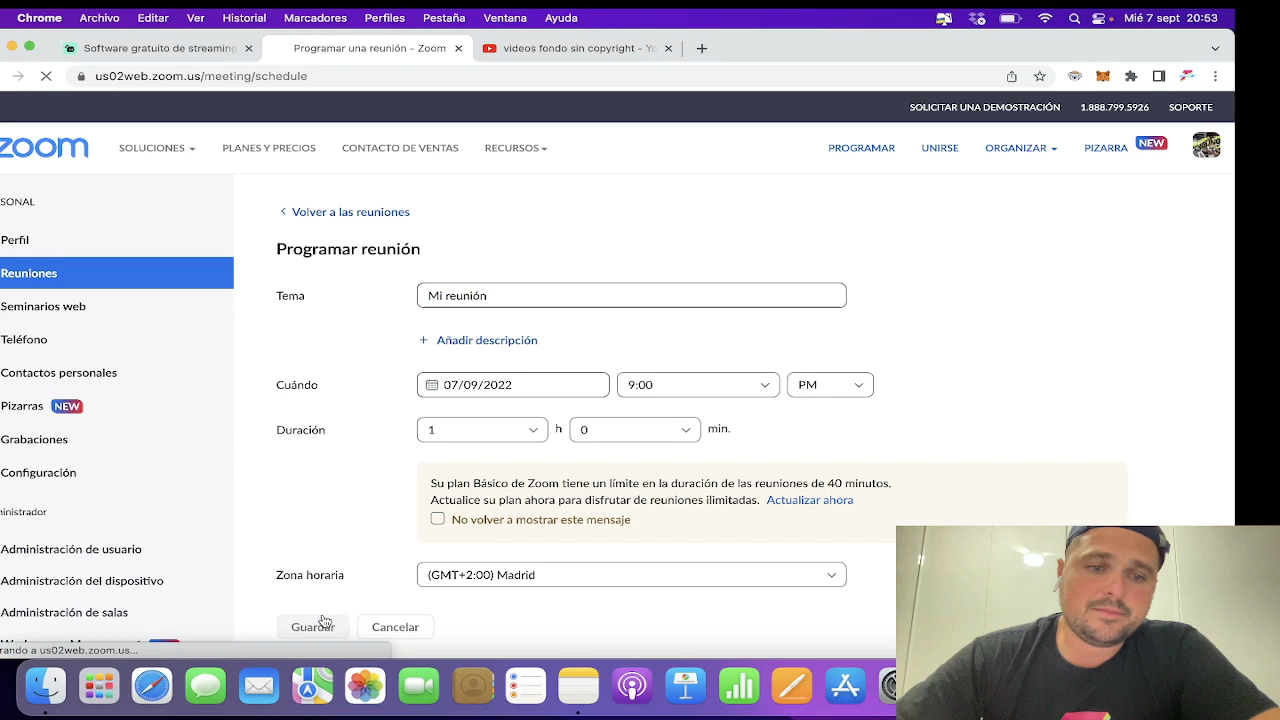 Chrome Archivo Editar Ver Historial Marcadores Perfiles Pestaña Ventana Ayuda Mié 7 sept 20:53
Software gratuito de streaming Programar una reunión – Zoom videos fondo sin copyright - Yo
us02web.zoom.us/meeting/schedule
SOLICITAR UNA DEMOSTRACIÓN 1.888.799.5926 SOPORTE
zoom SOLUCIONES PLANES Y PRECIOS CONTACTO DE VENTAS RECURSOS PROGRAMAR UNIRSE ORGANIZAR PIZARRA NEW
SONAL
Perfil
Reuniones
Seminarios web
Teléfono
Contactos personales
Pizarras NEW
Grabaciones
Configuración
ninistrador
Administración de usuario
Administración del dispositivo
Administración de salas
Volver a las reuniones
Programar reunión
Tema Mi reunión
+ Añadir descripción
Cuándo 07/09/2022 9:00 PM
Duración 1 h 0 min.
Su plan Básico de Zoom tiene un límite en la duración de las reuniones de 40 minutos.
Actualice su plan ahora para disfrutar de reuniones ilimitadas. Actualizar ahora
No volver a mostrar este mensaje
Zona horaria (GMT+2:00) Madrid
Guardar Cancelar
rando a us02web.zoom.us...